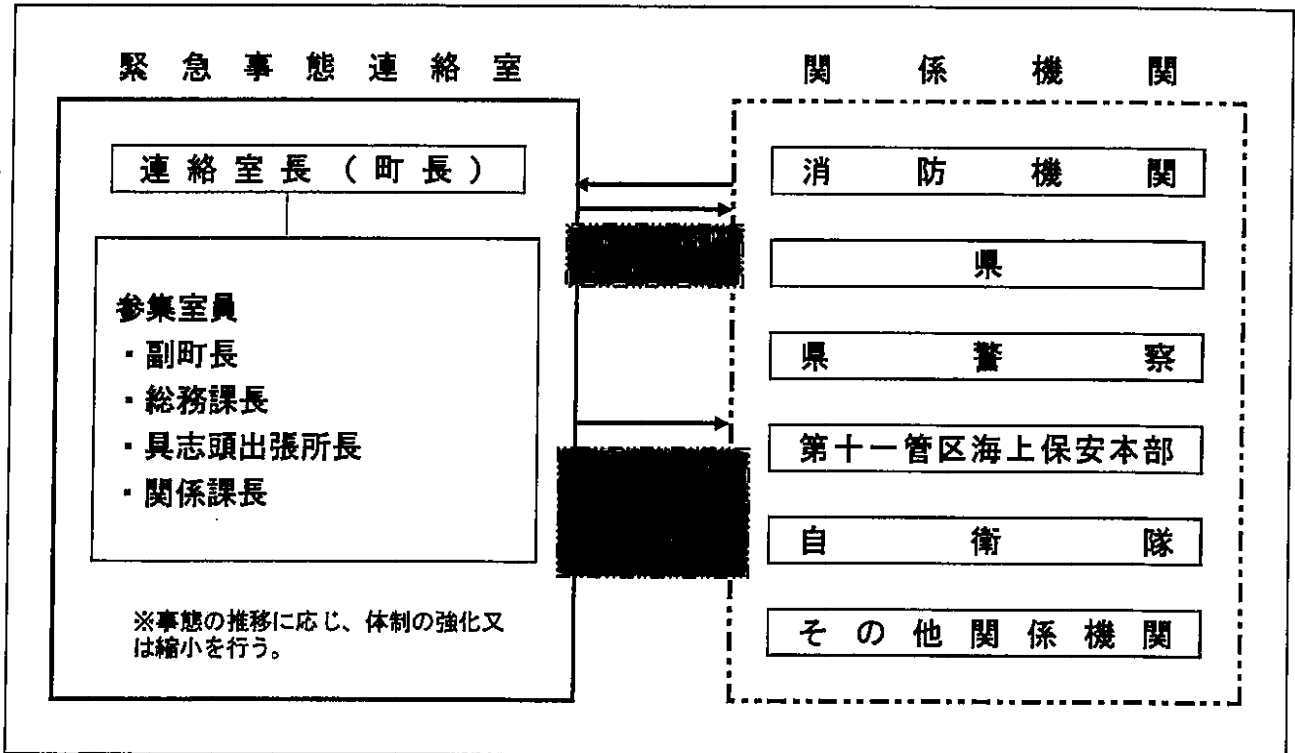 緊急事態連絡室
連絡室長(町長)
参集室員
・副町長
・総務課長
・具志頭出張所長
・関係課長
※事態の推移に応じ、体制の強化又
は縮小を行う。
関係機関
消防機関
県
県警察
第十一管区海上保安本部
自衛隊
その他関係機関